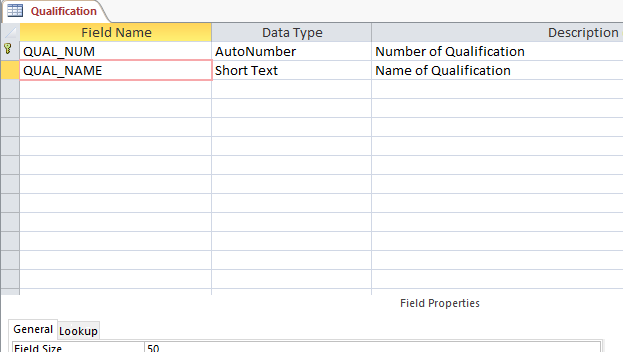 Qualification
Field Name Data Type Description
QUAL_NUM AutoNumber Number of Qualification
QUAL_NAME Short Text Name of Qualification
Field Properties
General Lookup
Field Size 50